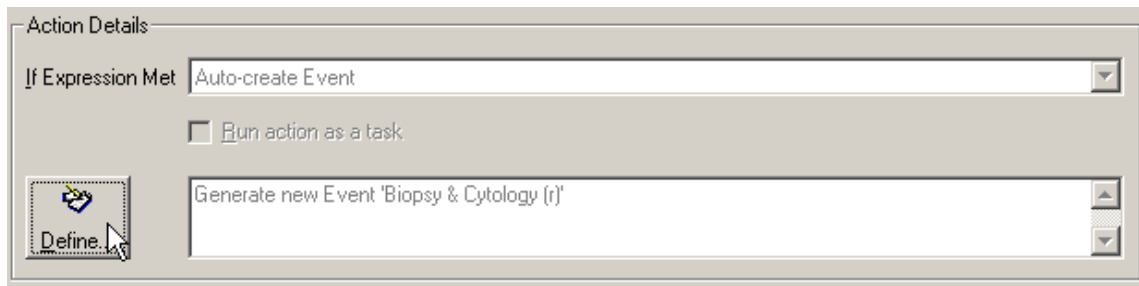 Action Details
If Expression Met Auto-create Event
Run action as a task
Generate new Event 'Biopsy & Cytology (r)'
Define...